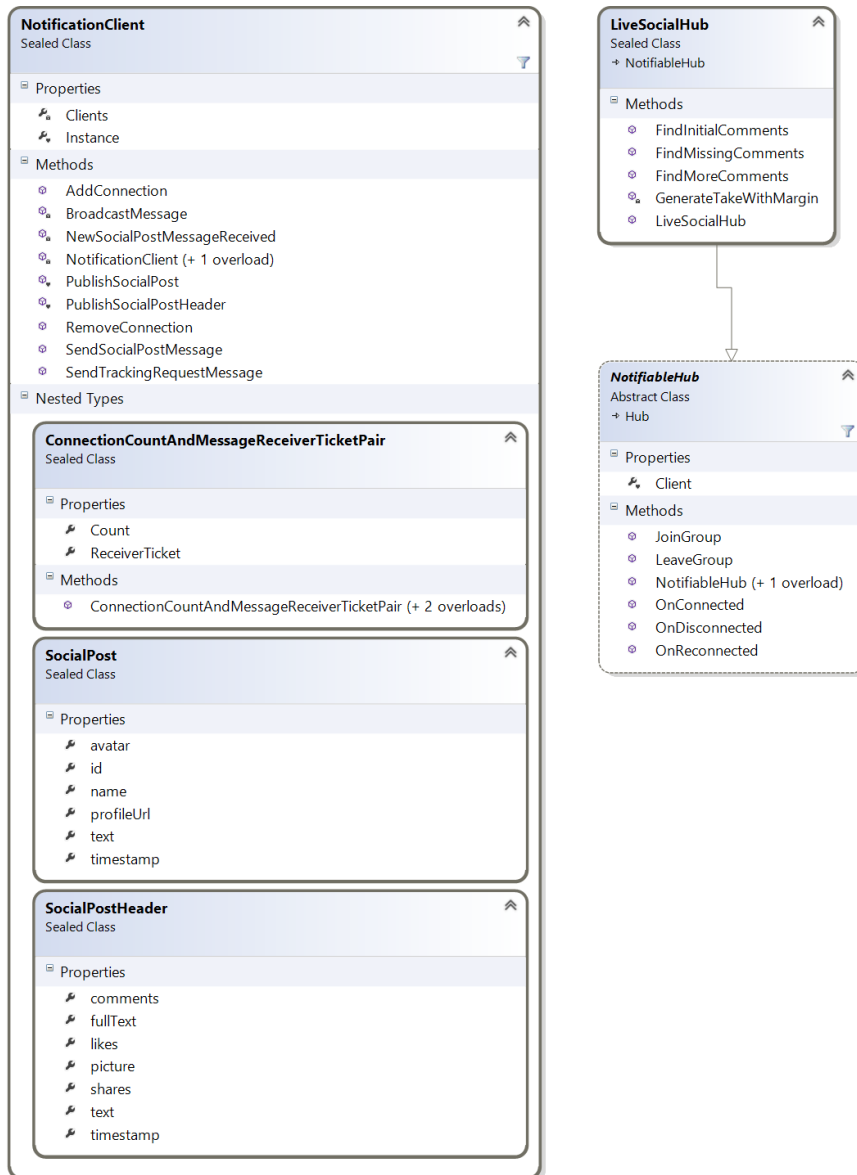 NotificationClient
Sealed Class
Properties
Clients
Instance
Methods
AddConnection
BroadcastMessage
NewSocialPostMessageReceived
NotificationClient (+ 1 overload)
PublishSocialPost
PublishSocialPostHeader
RemoveConnection
SendSocialPostMessage
SendTrackingRequestMessage
Nested Types
ConnectionCountAndMessageReceiverTicketPair
Sealed Class
Properties
Count
ReceiverTicket
Methods
ConnectionCountAndMessageReceiverTicketPair (+ 2 overloads)
SocialPost
Sealed Class
Properties
avatar
id
name
profileUrl
text
timestamp
SocialPostHeader
Sealed Class
Properties
comments
fullText
likes
picture
shares
text
timestamp
LiveSocialHub
Sealed Class
NotifiableHub
Methods
FindInitialComments
FindMissingComments
FindMoreComments
GenerateTakeWithMargin
LiveSocialHub
NotifiableHub
Abstract Class
Hub
Properties
Client
Methods
JoinGroup
LeaveGroup
NotifiableHub (+ 1 overload)
OnConnected
OnDisconnected
OnReconnected